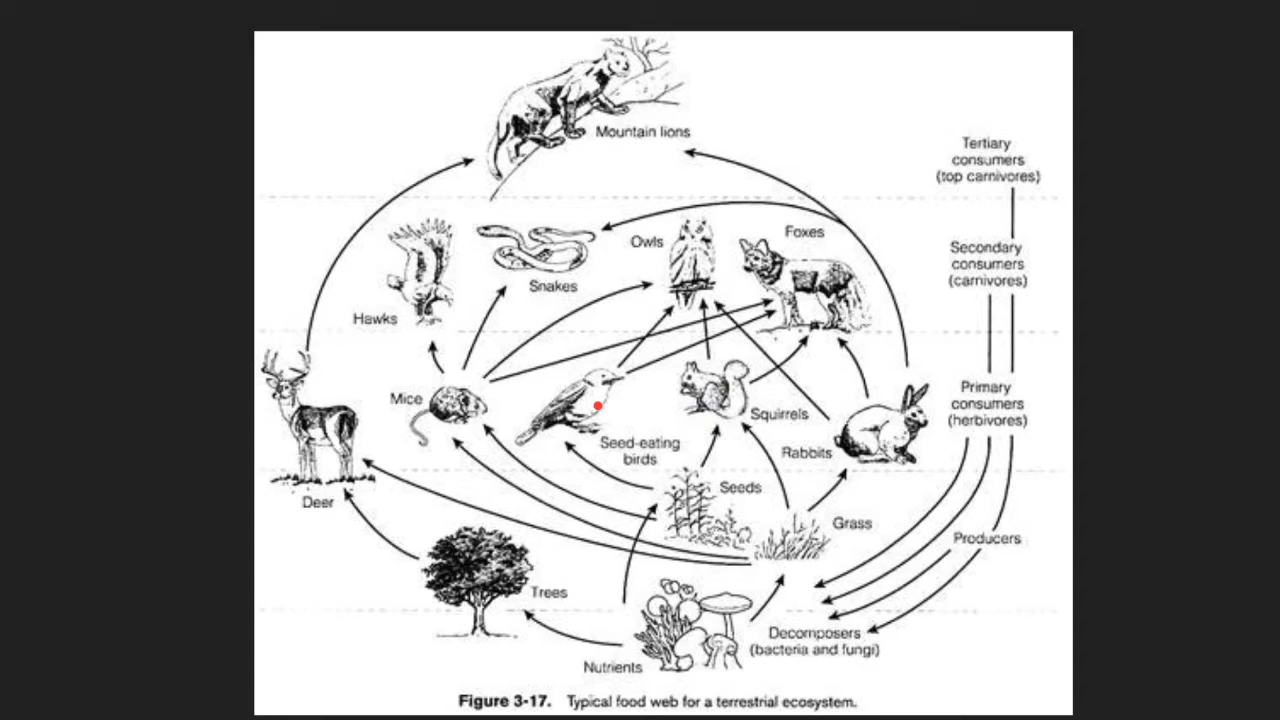 Mountain lions
Tertiary
consumers
(top carnivores)
Owls
Foxes
Snakes
Hawks
Secondary
consumers
(carnivores)
Mice
Seed-eating
birds
Squirrels
Rabbits
Primary
consumers
(herbivores)
Deer
Seeds
Grass
Producers
Trees
Nutrients
Decomposers
(bacteria and fungi)
Figure 3-17. Typical food web for a terrestrial ecosystem.